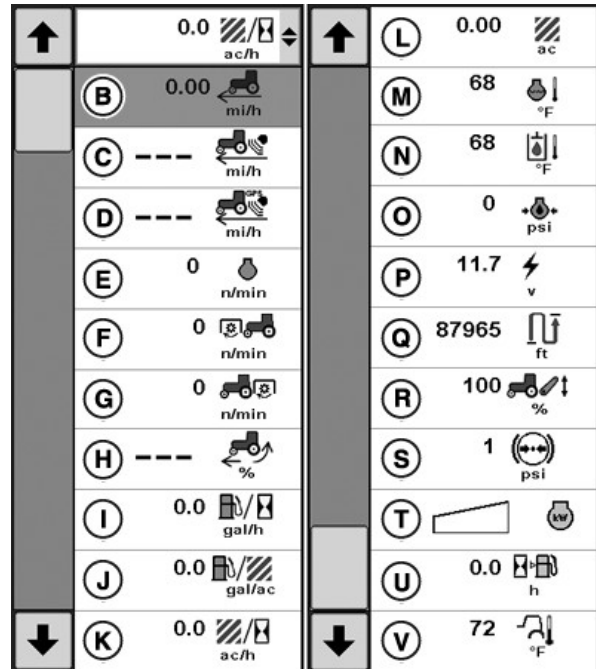 0.0
ac/h
B 0.00
mi/h
C ---
mi/h
D --- GPS
mi/h
E 0
n/min
F 0
n/min
G 0
n/min
H ---
%
I 0.0 /
gal/h
J 0.0 /
gal/ac
K 0.0 /
ac/h
L 0.00
ac
M 68
°F
N 68
°F
O 0
psi
P 11.7
v
Q 87965
ft
R 100
%
S 1
psi
T kW
U 0.0
h
V 72
°F